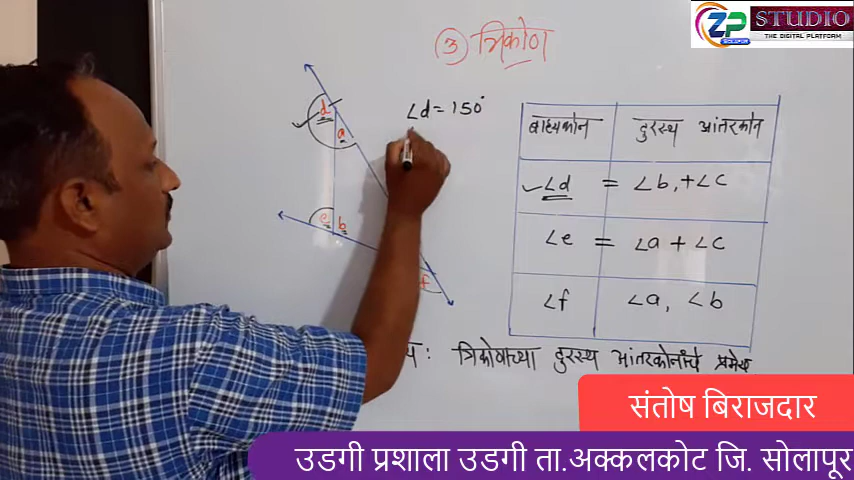 ZP STUDIO
SOLAPUR
THE DIGITAL PLATFORM
③ त्रिकोण
d
a
e b
f
∠d = 150°
बाह्यकोन दुरस्थ आंतरकोन
∠d = ∠b, + ∠c
∠e = ∠a + ∠c
∠f ∠a, ∠b
य : त्रिकोणाच्या दुरस्थ आंतरकोनांचे प्रमेय
संतोष बिराजदार
उडगी प्रशाला उडगी ता.अक्कलकोट जि. सोलापूर